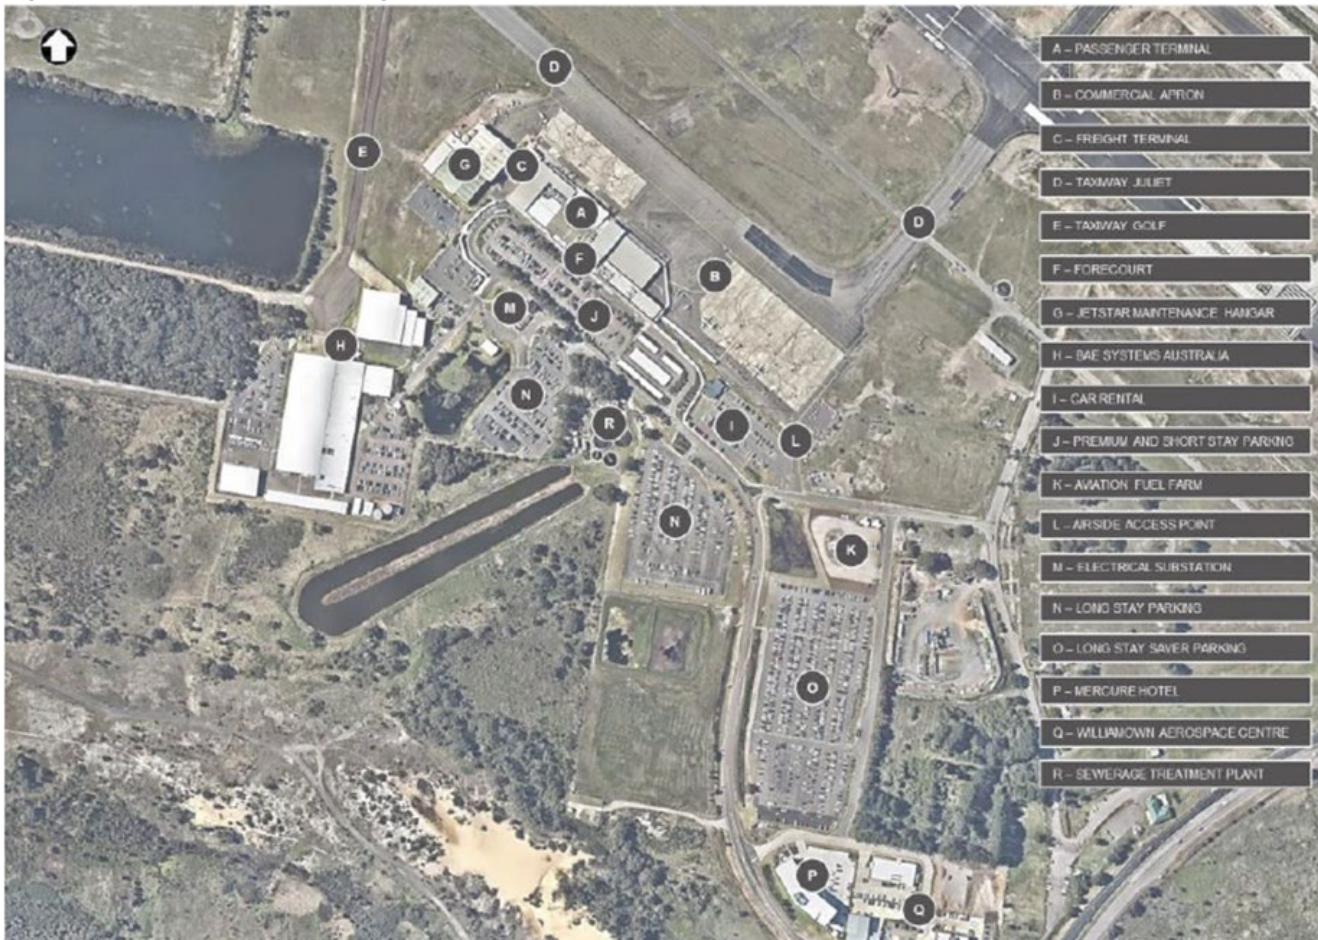 D
D
E
G
C
A
F
B
M
J
H
N
R
I
L
N
K
O
P
Q
A – PASSENGER TERMINAL
B – COMMERCIAL APRON
C – FREIGHT TERMINAL
D – TAXIWAY JULIET
E – TAXIWAY GOLF
F – FORECOURT
G – JETSTAR MAINTENANCE HANGAR
H – BAE SYSTEMS AUSTRALIA
I – CAR RENTAL
J – PREMIUM AND SHORT STAY PARKNG
K – AVIATION FUEL FARM
L – AIRSIDE ACCESS POINT
M – ELECTRICAL SUBSTATION
N – LONG STAY PARKING
O – LONG STAY SAVER PARKING
P – MERCURE HOTEL
Q – WILLIAMOWN AEROSPACE CENTRE
R – SEWERAGE TREATMENT PLANT